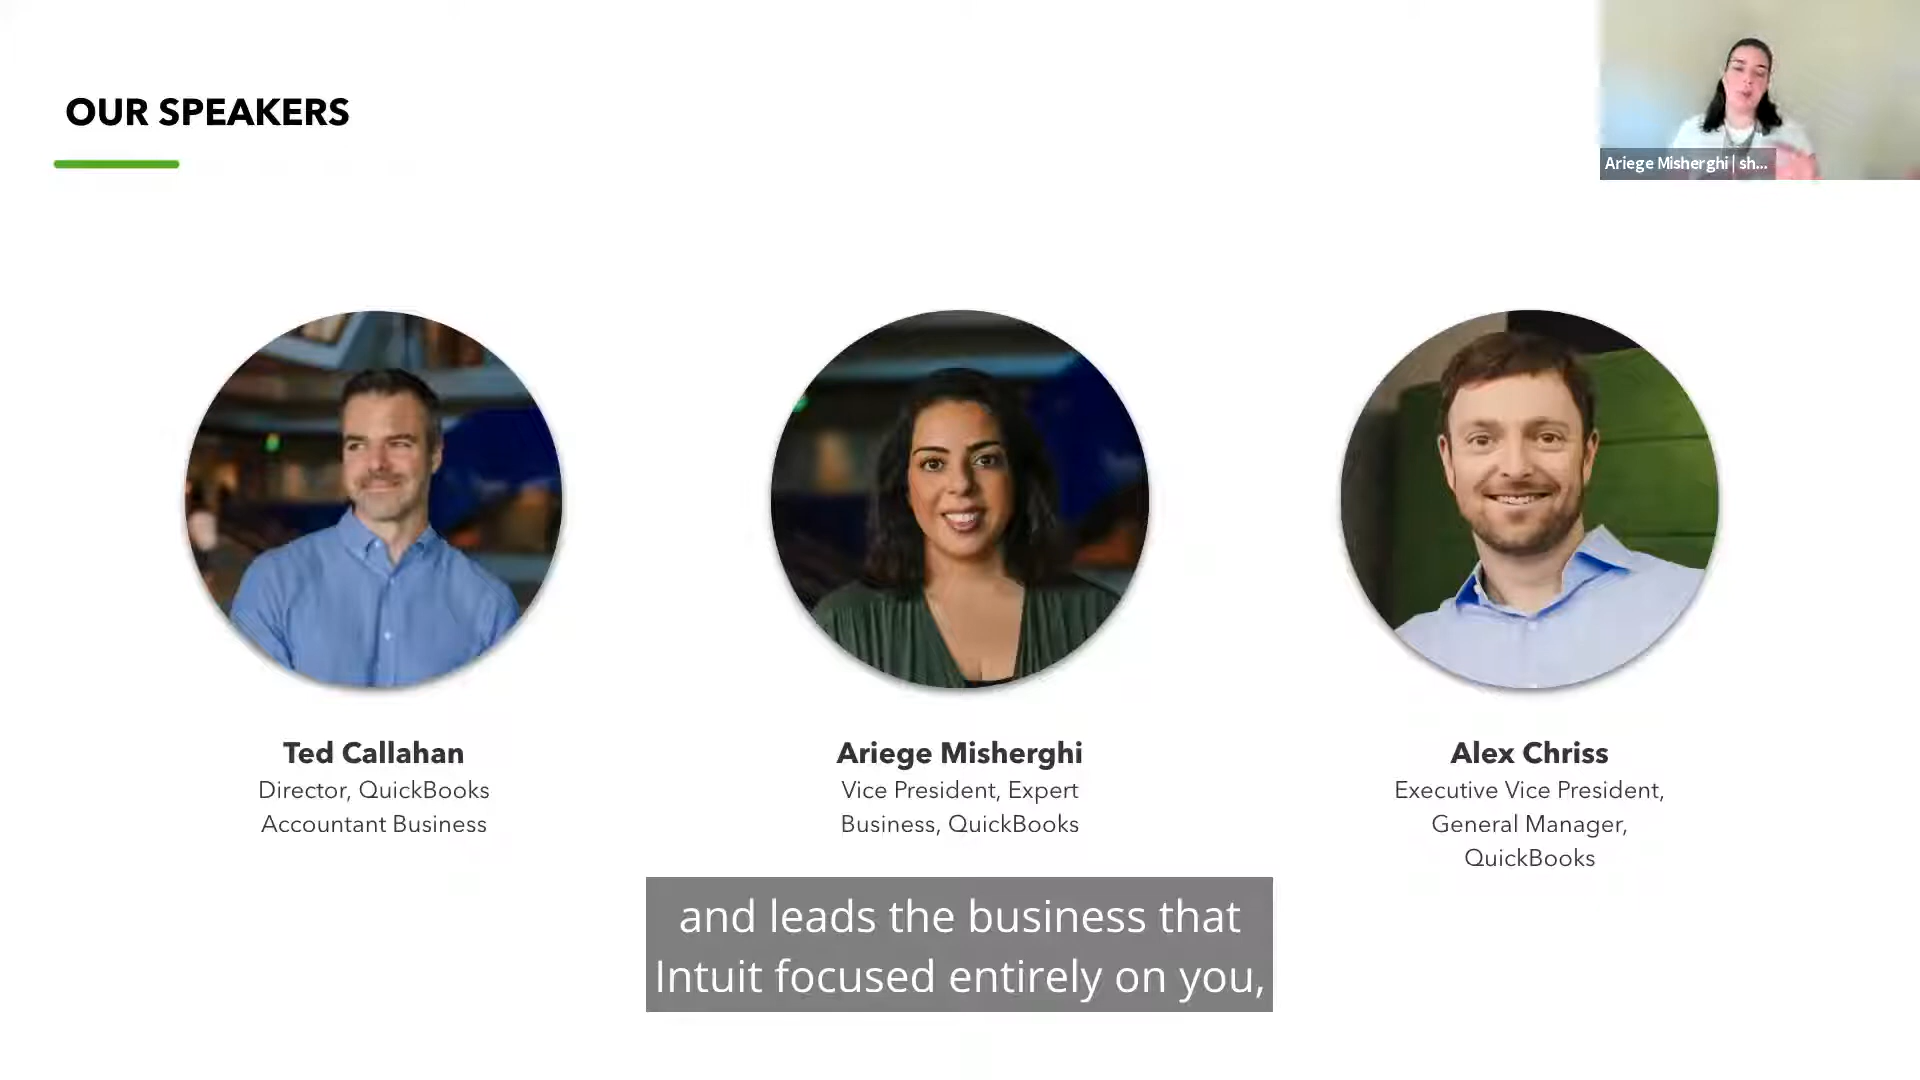 OUR SPEAKERS
Ariege Misherghi | sh...
Ted Callahan
Director, QuickBooks
Accountant Business
Ariege Misherghi
Vice President, Expert
Business, QuickBooks
Alex Chriss
Executive Vice President,
General Manager,
QuickBooks
and leads the business that
Intuit focused entirely on you,